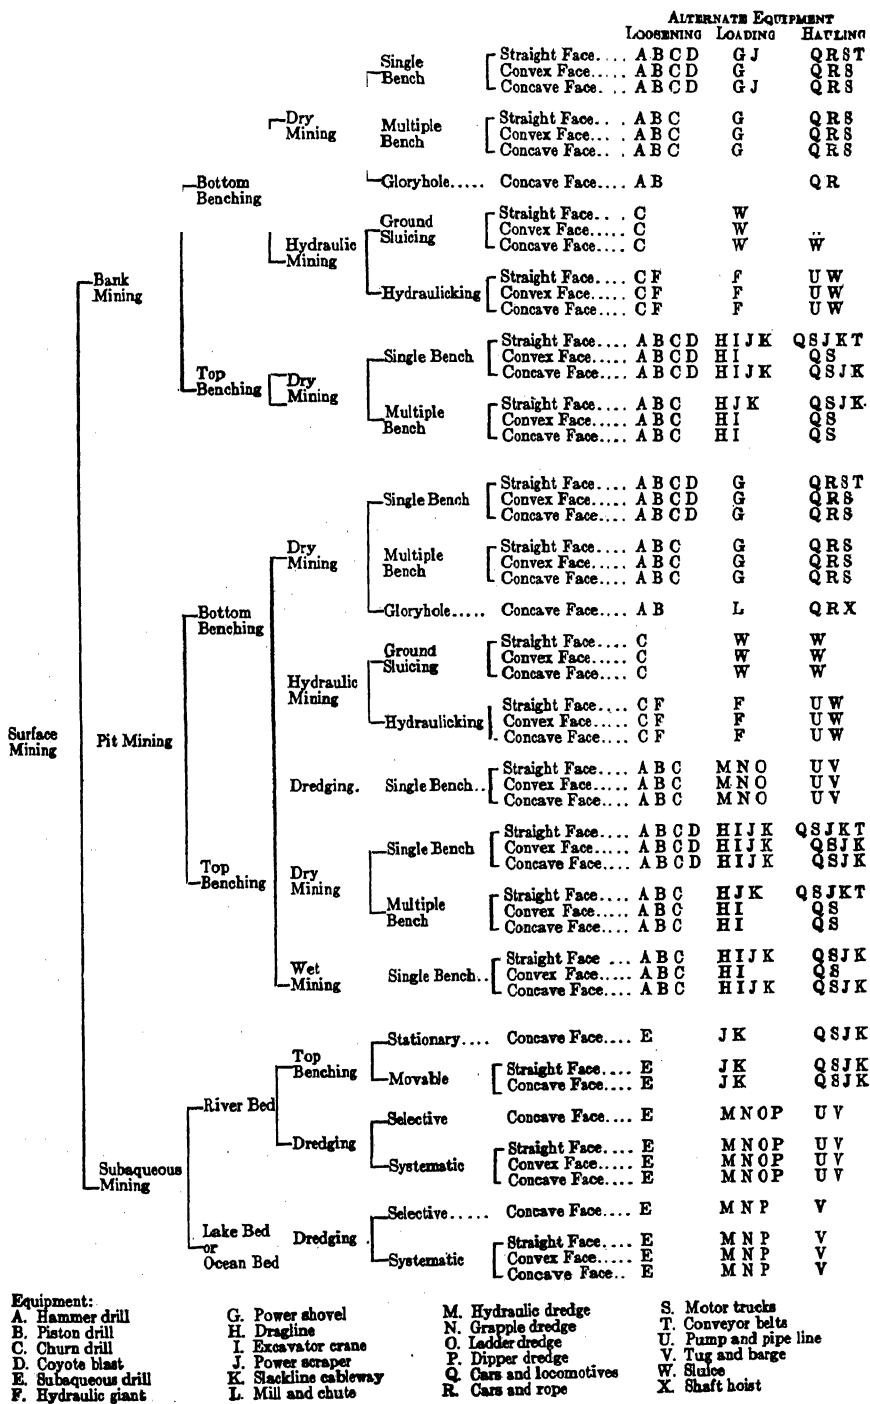 ALTERNATE EQUIPMENT
LOOSENING LOADING HAULING
Single Bench Straight Face.... A B C D G J Q R S T
Convex Face..... A B C D G Q R S
Concave Face.... A B C D G J Q R S
Dry Mining Multiple Bench Straight Face.... A B C G Q R S
Convex Face..... A B C G Q R S
Concave Face.... A B C G Q R S
Bottom Benching Gloryhole..... Concave Face.... A B Q R
Ground Sluicing Straight Face... C W
Convex Face..... C W ..
Hydraulic Mining Concave Face.... C W W
Bank Mining Hydraulicking Straight Face.... C F F U W
Convex Face..... C F F U W
Concave Face.... C F F U W
Single Bench Straight Face.... A B C D H I J K Q S J K T
Convex Face..... A B C D H I Q S
Top Benching Dry Mining Concave Face.... A B C D H I J K Q S J K
Multiple Bench Straight Face.... A B C H J K Q S J K.
Convex Face..... A B C H I Q S
Concave Face.... A B C H I Q S
Single Bench Straight Face.... A B C D G Q R S T
Convex Face..... A B C D G Q R S
Concave Face.... A B C D G Q R S
Dry Mining Multiple Bench Straight Face.... A B C G Q R S
Convex Face..... A B C G Q R S
Concave Face.... A B C G Q R S
Bottom Benching Gloryhole..... Concave Face.... A B L Q R X
Ground Sluicing Straight Face.... C W W
Convex Face..... C W W
Concave Face.... C W W
Hydraulic Mining Hydraulicking Straight Face.... C F F U W
Convex Face..... C F F U W
Concave Face.... C F F U W
Surface Mining Pit Mining
Dredging. Single Bench.. Straight Face.... A B C M N O U V
Convex Face..... A B C M N O U V
Concave Face.... A B C M N O U V
Single Bench Straight Face.... A B C D H I J K Q S J K T
Convex Face..... A B C D H I J K Q S J K
Concave Face.... A B C D H I J K Q S J K
Top Benching Dry Mining Multiple Bench Straight Face.... A B C H J K Q S J K T
Convex Face..... A B C H I Q S
Concave Face.... A B C H I Q S
Wet Mining Single Bench.. Straight Face ... A B C H I J K Q S J K
Convex Face..... A B C H I Q S
Concave Face.... A B C H I J K Q S J K
Top Benching Stationary.... Concave Face.... E J K Q S J K
Movable Straight Face.... E J K Q S J K
Concave Face.... E J K Q S J K
River Bed
Dredging Selective Concave Face.... E M N O P U V
Systematic Straight Face.... E M N O P U V
Convex Face..... E M N O P U V
Concave Face.... E M N O P U V
Subaqueous Mining
Lake Bed or Ocean Bed Dredging Selective..... Concave Face.... E M N P V
Systematic Straight Face.... E M N P V
Convex Face..... E M N P V
Concave Face.. E M N P V
Equipment:
A. Hammer drill
B. Piston drill
C. Churn drill
D. Coyote blast
E. Subaqueous drill
F. Hydraulic giant
G. Power shovel
H. Dragline
I. Excavator crane
J. Power scraper
K. Slackline cableway
L. Mill and chute
M. Hydraulic dredge
N. Grapple dredge
O. Ladder dredge
P. Dipper dredge
Q. Cars and locomotives
R. Cars and rope
S. Motor trucks
T. Conveyor belts
U. Pump and pipe line
V. Tug and barge
W. Sluice
X. Shaft hoist